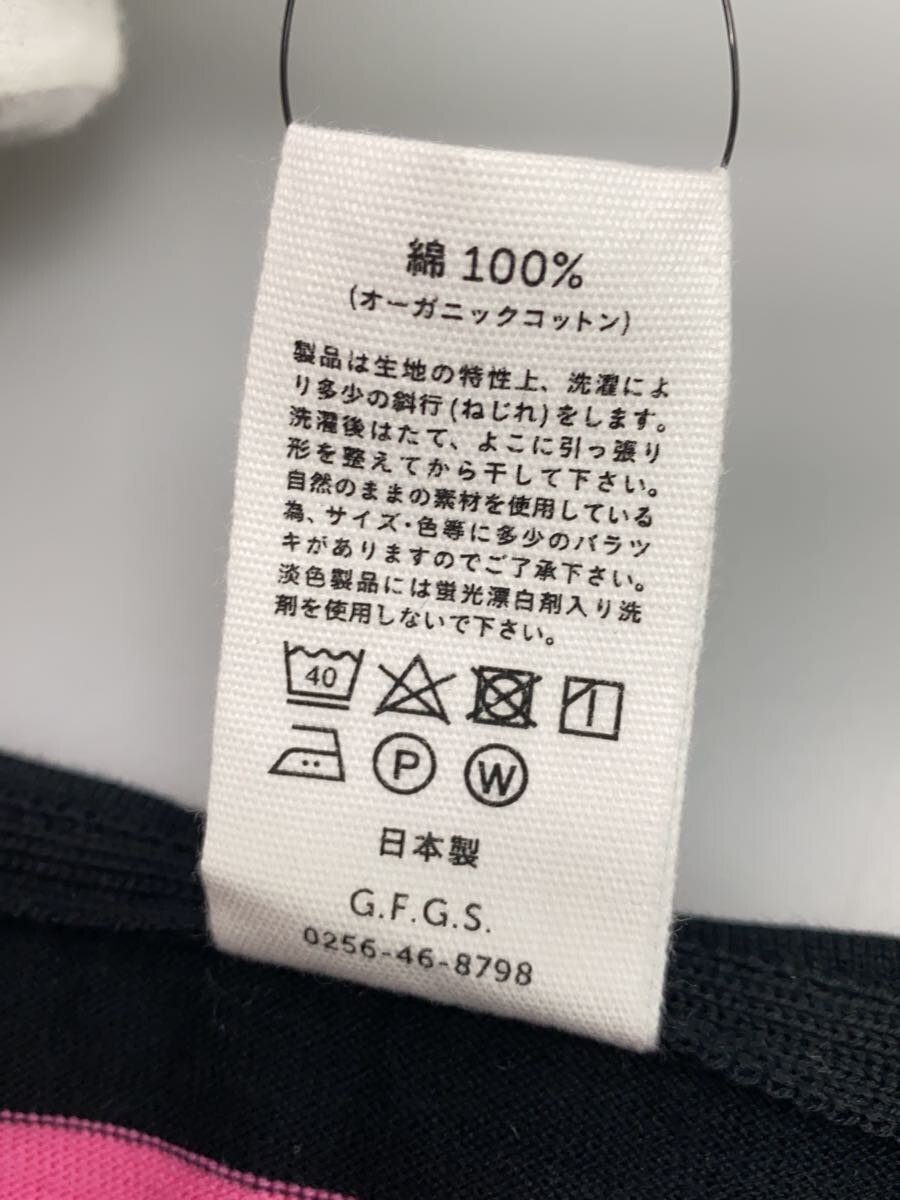 綿 100%
(オーガニックコットン)
製品は生地の特性上、洗濯によ
り多少の斜行(ねじれ)をします。
洗濯後はたて、よこに引っ張り
形を整えてから干して下さい。
自然のままの素材を使用している
為、サイズ・色等に多少のバラツ
キがありますのでご了承下さい。
淡色製品には蛍光漂白剤入り洗
剤を使用しないで下さい。
40
P W
日本製
G.F.G.S.
0256-46-8798